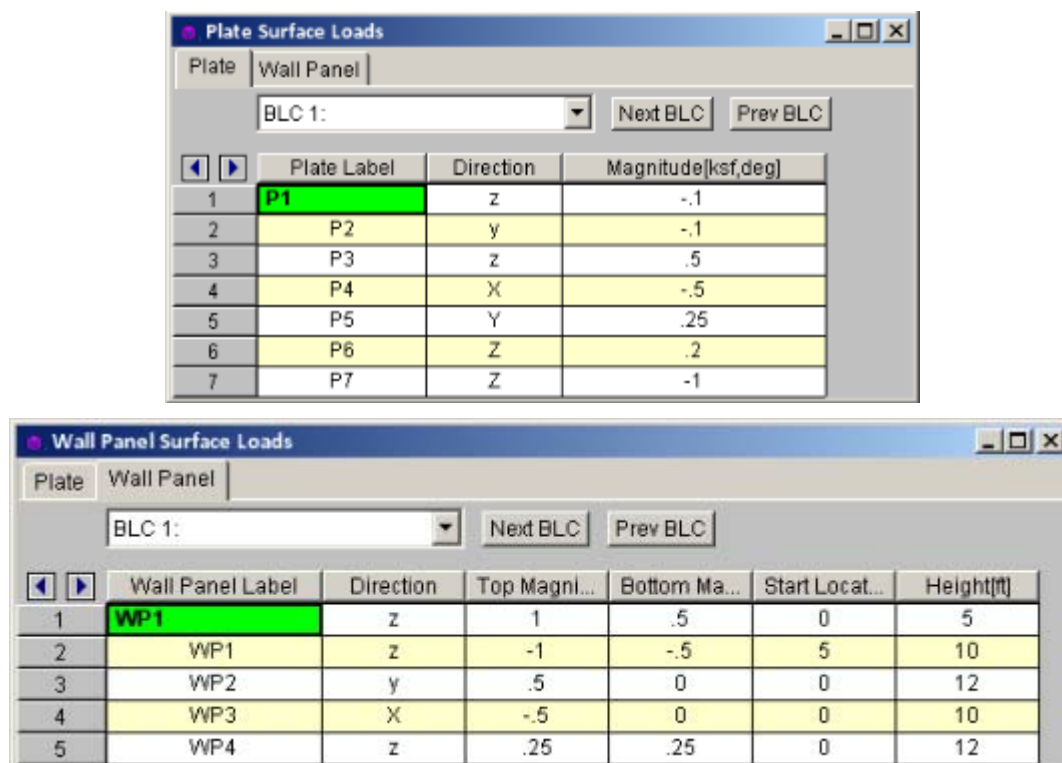 Plate Surface Loads
Plate Wall Panel
BLC 1: Next BLC Prev BLC
Plate Label Direction Magnitude[ksf,deg]
1 P1 z -.1
2 P2 y -.1
3 P3 z .5
4 P4 X -.5
5 P5 Y .25
6 P6 Z .2
7 P7 Z -1
Wall Panel Surface Loads
Plate Wall Panel
BLC 1: Next BLC Prev BLC
Wall Panel Label Direction Top Magni... Bottom Ma... Start Locat... Height[ft]
1 WP1 z 1 .5 0 5
2 WP1 z -1 -.5 5 10
3 WP2 y .5 0 0 12
4 WP3 X -.5 0 0 10
5 WP4 z .25 .25 0 12